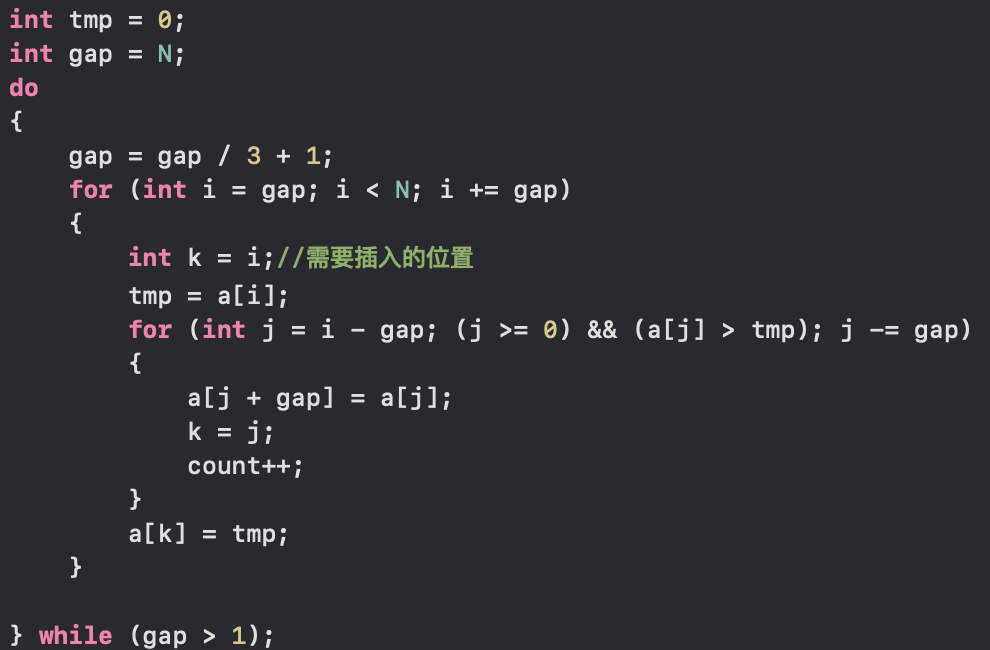 int tmp = 0;
int gap = N;
do
{
    gap = gap / 3 + 1;
    for (int i = gap; i < N; i += gap)
    {
        int k = i;//需要插入的位置
        tmp = a[i];
        for (int j = i - gap; (j >= 0) && (a[j] > tmp); j -= gap)
        {
            a[j + gap] = a[j];
            k = j;
            count++;
        }
        a[k] = tmp;
    }
} while (gap > 1);